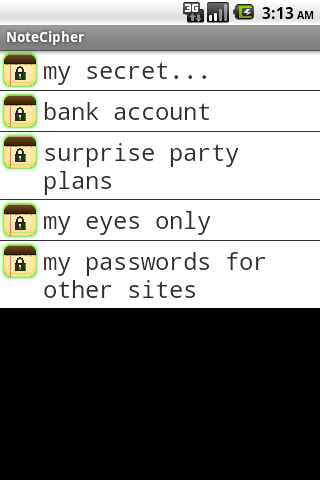 3G
3:13 AM
NoteCipher
my secret...
bank account
surprise party
plans
my eyes only
my passwords for
other sites